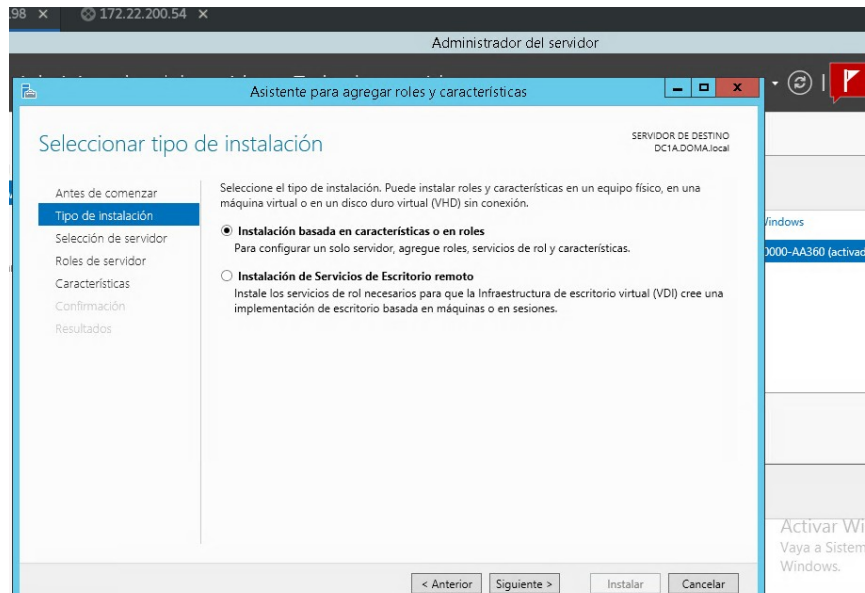 98 ×
172.22.200.54 ×
Administrador del servidor
Asistente para agregar roles y características
Seleccionar tipo de instalación
SERVIDOR DE DESTINO
DC1A.DOMA.local
Antes de comenzar
Tipo de instalación
Selección de servidor
Roles de servidor
Características
Confirmación
Resultados
Seleccione el tipo de instalación. Puede instalar roles y características en un equipo físico, en una
máquina virtual o en un disco duro virtual (VHD) sin conexión.
Instalación basada en características o en roles
Para configurar un solo servidor, agregue roles, servicios de rol y características.
Instalación de Servicios de Escritorio remoto
Instale los servicios de rol necesarios para que la Infraestructura de escritorio virtual (VDI) cree una
implementación de escritorio basada en máquinas o en sesiones.
Windows
0000-AA360 (activad
Activar Wi
Vaya a Sistem
Windows.
< Anterior
Siguiente >
Instalar
Cancelar